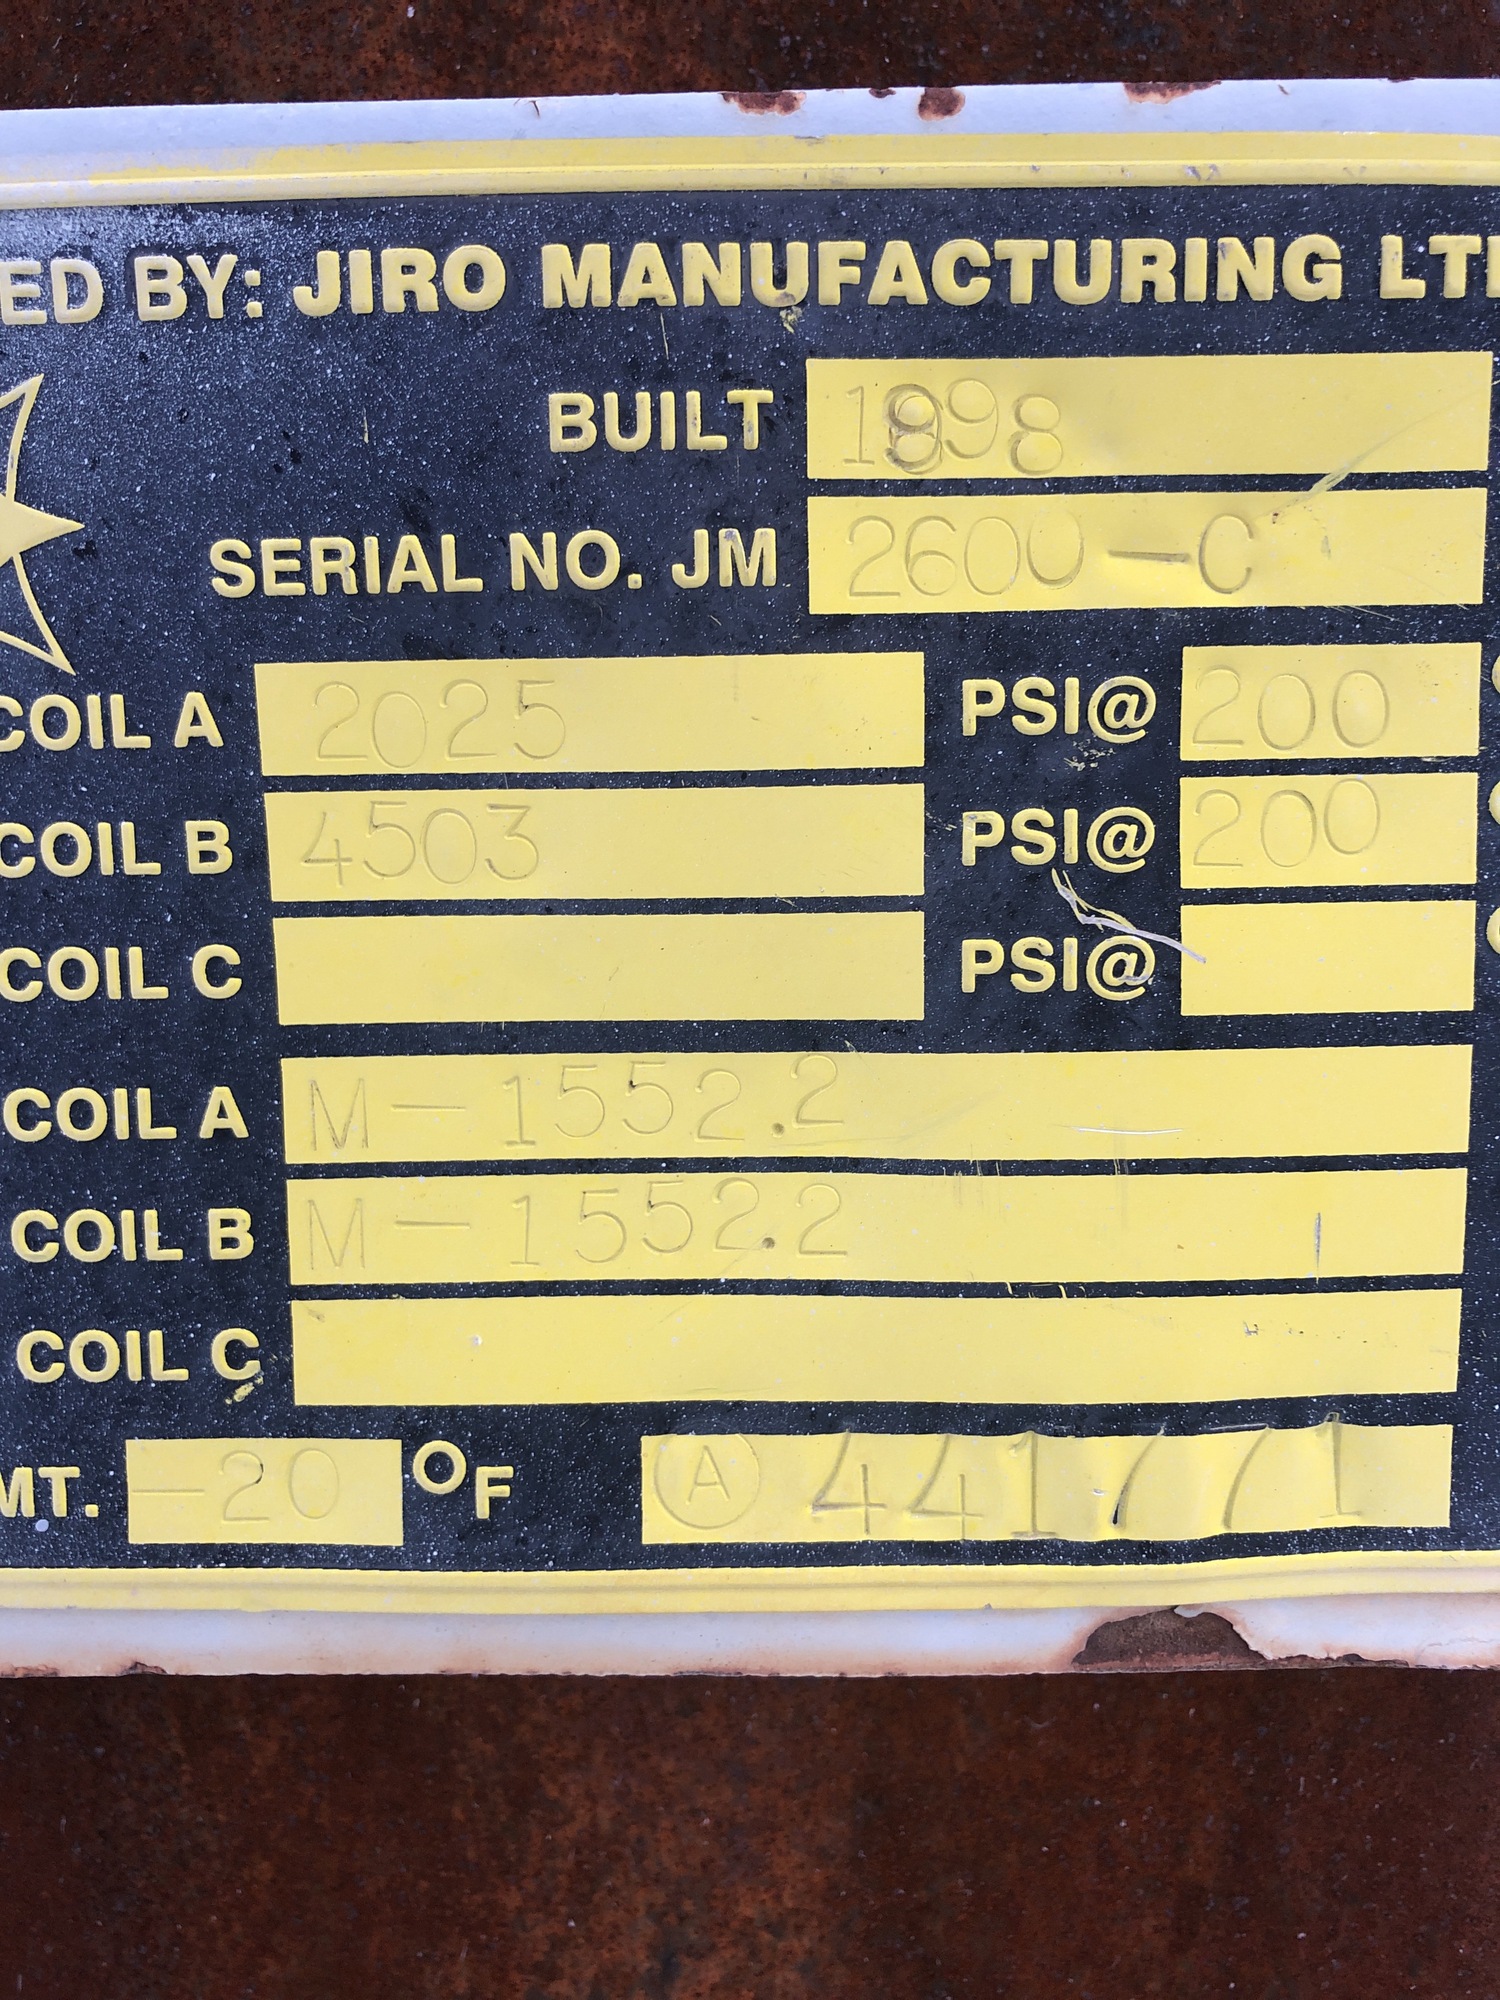 ED BY: JIRO MANUFACTURING LT
BUILT 1998
SERIAL NO. JM 2600-C
COIL A 2025 PSI@ 200
COIL B 4503 PSI@ 200
COIL C PSI@
COIL A M-1552.2
COIL B M-1552.2
COIL C
MT. -20 °F A 441771